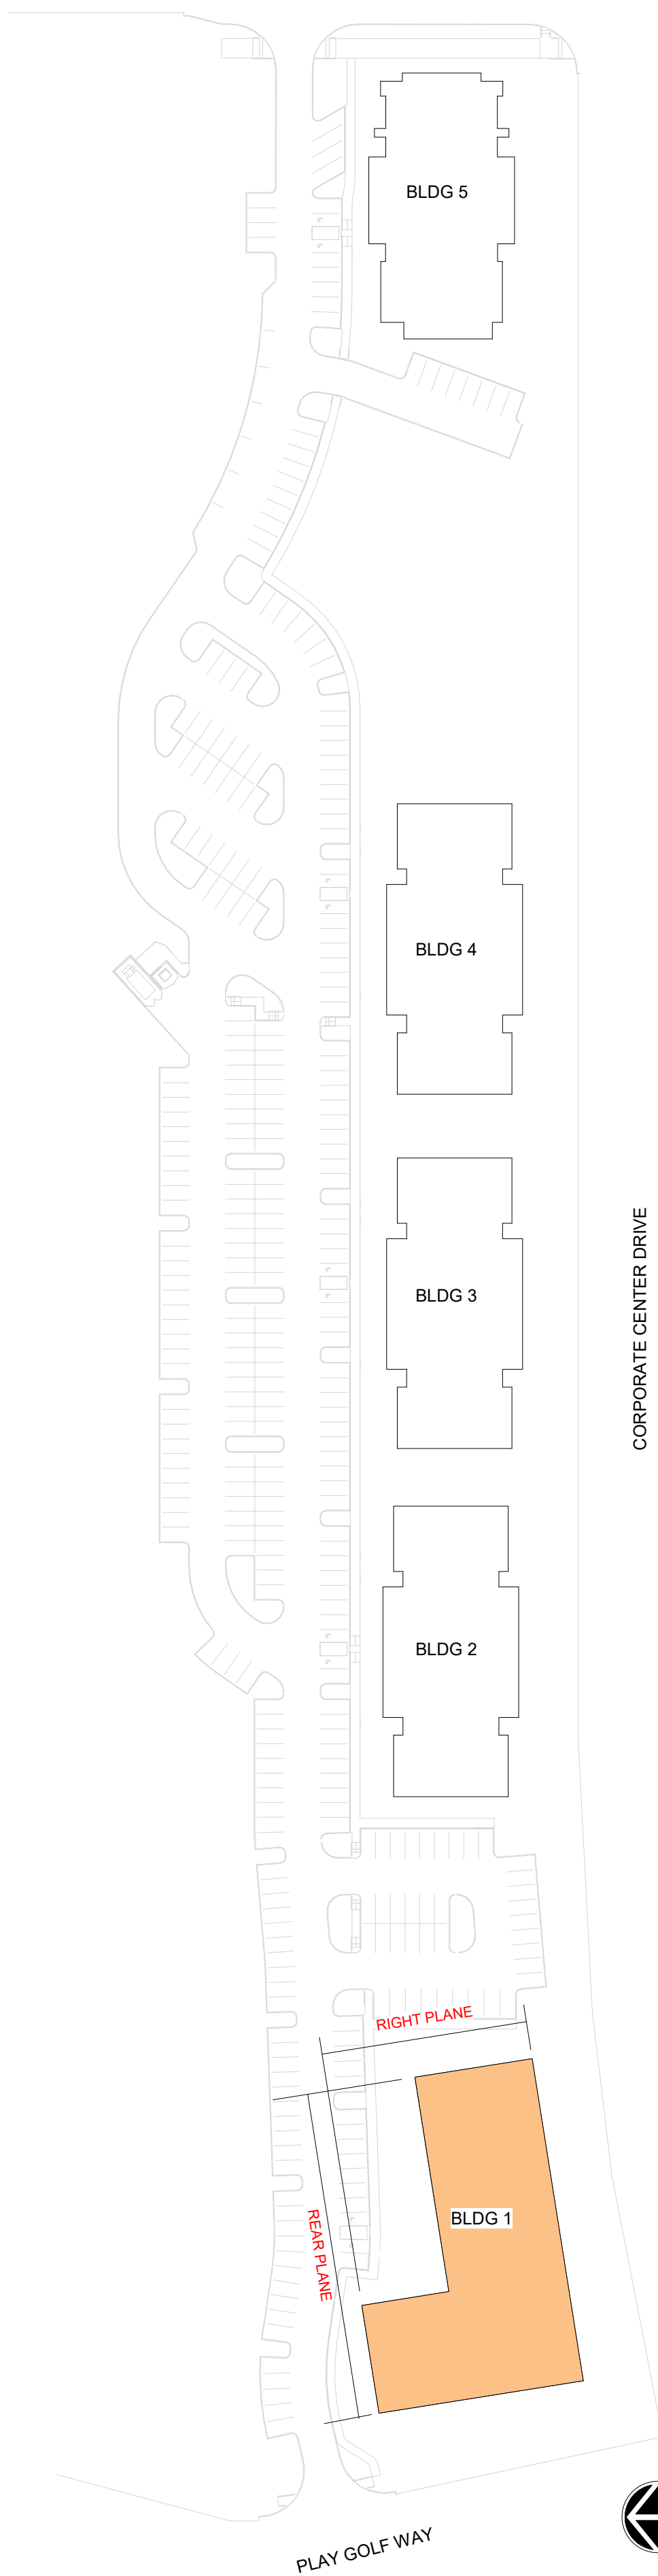 BLDG 5
BLDG 4
BLDG 3
CORPORATE CENTER DRIVE
BLDG 2
RIGHT PLANE
BLDG 1
REAR PLANE
PLAY GOLF WAY